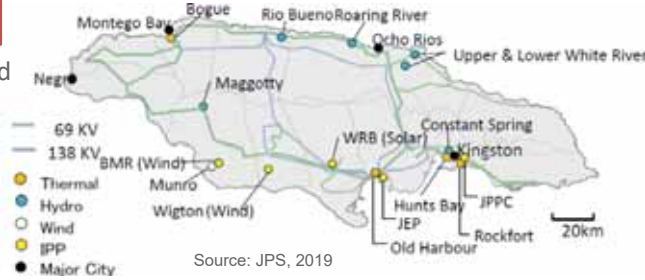 Bogue
Montego Bay
Rio Bueno
Roaring River
Ocho Rios
Upper & Lower White River
d
Negr
Maggotty
69 KV
138 KV
WRB (Solar)
Constant Spring
Kingston
BMR (Wind)
Munro
Wigton (Wind)
Thermal
Hydro
Wind
IPP
Major City
Hunts Bay
JPPC
JEP
Rockfort
Old Harbour
20km
Source: JPS, 2019